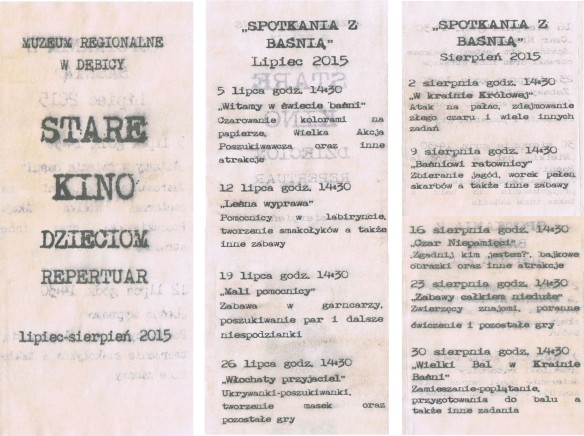 MUZEUM REGIONALNE
W DĘBICY
STARE
KINO
DZIECIOM
REPERTUAR
lipiec-sierpień 2015
„SPOTKANIA Z
BAŚNIĄ”
Lipiec 2015
5 lipca godz. 14:30
„Witamy w świecie baśni”
Czarowanie kolorami na
papierze, Wielka Akcja
Poszukiwawcza oraz inne
atrakcje
12 lipca godz. 14:30
„Leśna wyprawa”
Pomocnicy w labiryncie,
tworzenie smakołyków a także
inne zabawy
19 lipca godz. 14:30
„Mali pomocnicy”
Zabawa w garncarzy,
poszukiwanie par i dalsze
niespodzianki
26 lipca godz. 14:30
„Włochaty przyjaciel”
Ukrywanki-poszukiwanki,
tworzenie masek oraz
pozostałe gry
„SPOTKANIA Z
BAŚNIĄ”
Sierpień 2015
2 sierpnia godz. 14:30
„W krainie Królowej”
Atak na pałac, zdejmowanie
złego czaru i wiele innych
zadań
9 sierpnia godz. 14:30
„Baśniowi ratownicy”
Zbieranie jagód, worek pełen
skarbów a także inne zabawy
16 sierpnia godz. 14:30
„Czar Niepamięci”
„Zgadnij kim jestem?”, bajkowe
obrazki oraz inne atrakcje
23 sierpnia godz. 14:30
„Zabawy całkiem nieduże”
Zwierzęcy znajomi, poranne
ćwiczenie i pozostałe gry
30 sierpnia godz. 14:30
„Wielki Bal w Krainie
Baśni”
Zamieszanie-poplątanie,
przygotowania do balu a
także inne zadania